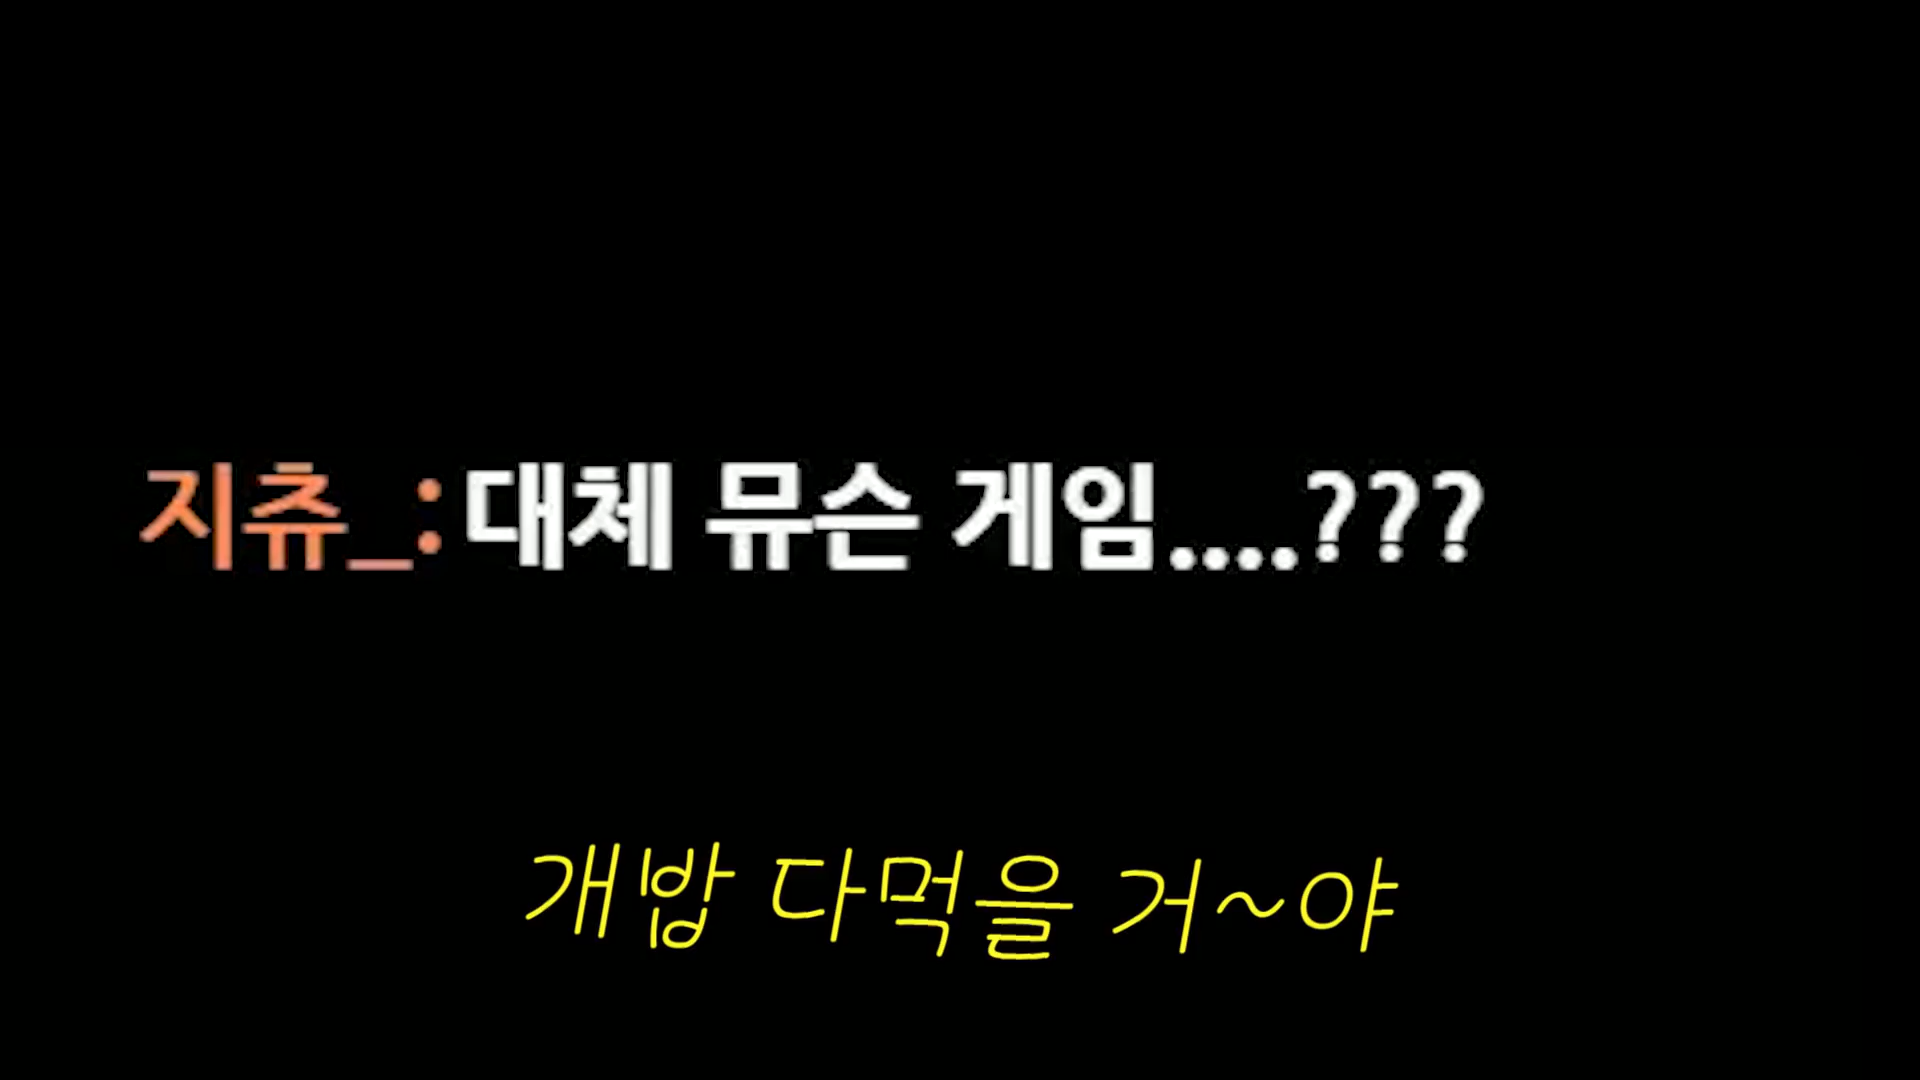 지츄_: 대체 뮤슨 게임....???
개밥 다먹을 거~야